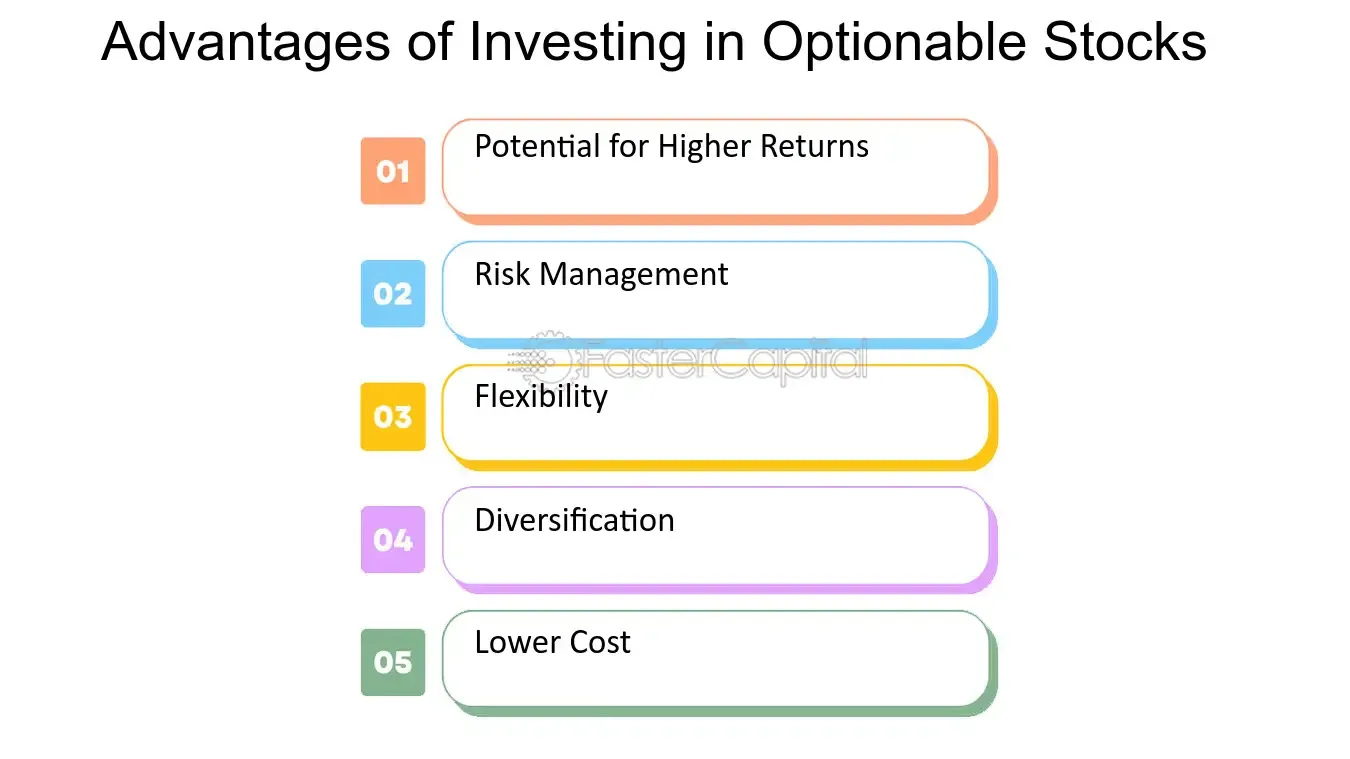 Advantages of Investing in Optionable Stocks
01
Potential for Higher Returns
02
Risk Management
FasterCapital
03
Flexibility
04
Diversification
05
Lower Cost